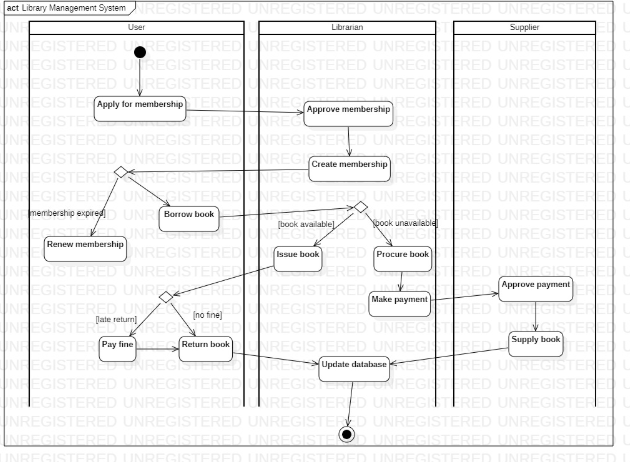 act Library Management System
User
Librarian
Supplier
Apply for membership
Approve membership
Create membership
[membership expired]
Borrow book
Renew membership
[book available]
[book unavailable]
Issue book
Procure book
Make payment
Approve payment
[late return]
[no fine]
Pay fine
Return book
Supply book
Update database
UNREGISTERED UNREGISTERED UNREGISTERED UNREGISTERED UNREGISTERED